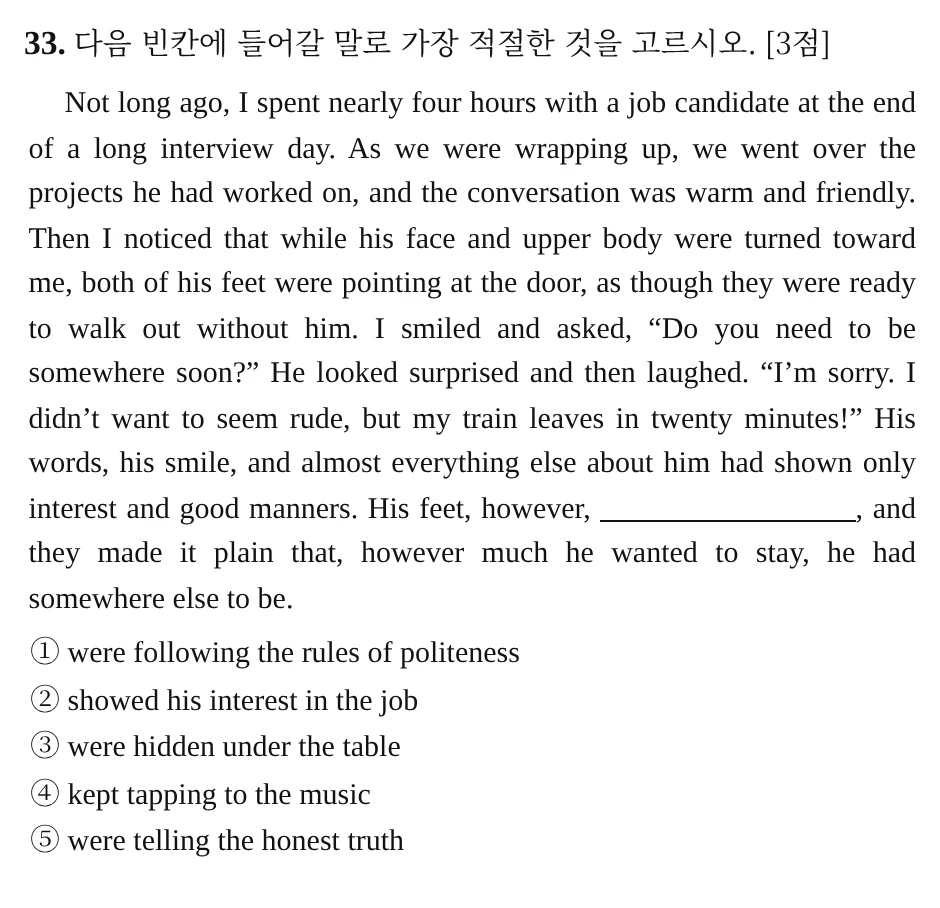 33. 다음 빈칸에 들어갈 말로 가장 적절한 것을 고르시오. [3점]
Not long ago, I spent nearly four hours with a job candidate at the end
of a long interview day. As we were wrapping up, we went over the
projects he had worked on, and the conversation was warm and friendly.
Then I noticed that while his face and upper body were turned toward
me, both of his feet were pointing at the door, as though they were ready
to walk out without him. I smiled and asked, “Do you need to be
somewhere soon?” He looked surprised and then laughed. “I’m sorry. I
didn’t want to seem rude, but my train leaves in twenty minutes!” His
words, his smile, and almost everything else about him had shown only
interest and good manners. His feet, however, ________________, and
they made it plain that, however much he wanted to stay, he had
somewhere else to be.
① were following the rules of politeness
② showed his interest in the job
③ were hidden under the table
④ kept tapping to the music
⑤ were telling the honest truth